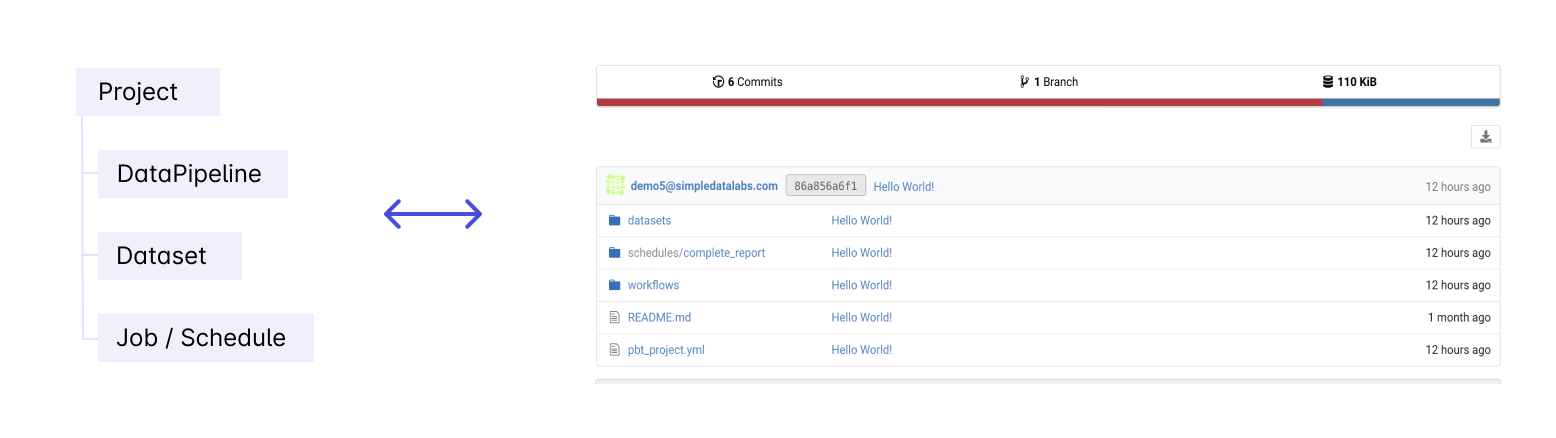 Project
DataPipeline
Dataset
Job / Schedule
6 Commits
1 Branch
110 KiB
demo5@simpledatalabs.com 86a856a6f1 Hello World! 12 hours ago
datasets Hello World! 12 hours ago
schedules/complete_report Hello World! 12 hours ago
workflows Hello World! 12 hours ago
README.md Hello World! 1 month ago
pbt_project.yml Hello World! 12 hours ago